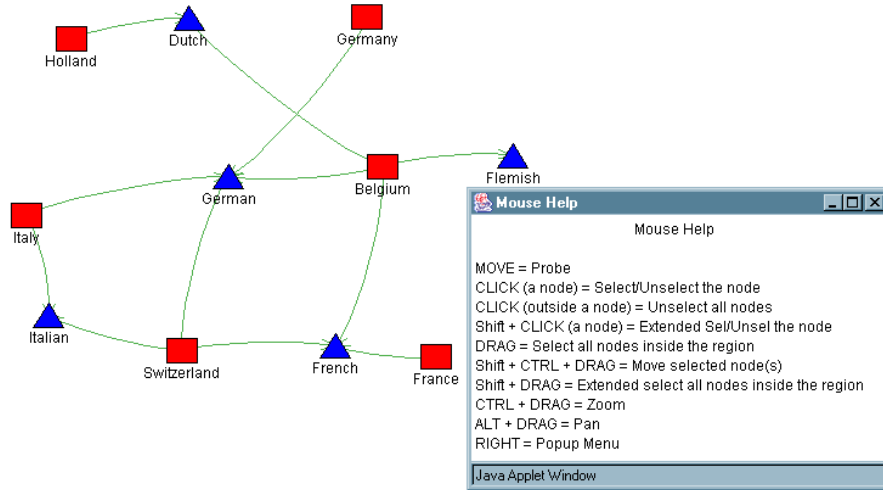 Dutch
Germany
Holland
German
Belgium
Flemish
Italy
Italian
Switzerland
French
France
Mouse Help
Mouse Help
MOVE = Probe
CLICK (a node) = Select/Unselect the node
CLICK (outside a node) = Unselect all nodes
Shift + CLICK (a node) = Extended Sel/Unsel the node
DRAG = Select all nodes inside the region
Shift + CTRL + DRAG = Move selected node(s)
Shift + DRAG = Extended select all nodes inside the region
CTRL + DRAG = Zoom
ALT + DRAG = Pan
RIGHT = Popup Menu
Java Applet Window